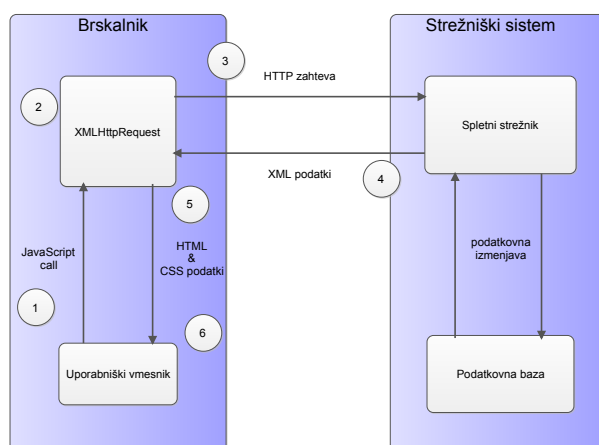 Brskalnik
Strežniški sistem
3
HTTP zahteva
2
XMLHttpRequest
Spletni strežnik
XML podatki
4
5
JavaScript
call
HTML
&
CSS podatki
podatkovna
izmenjava
1
6
Uporabniški vmesnik
Podatkovna baza